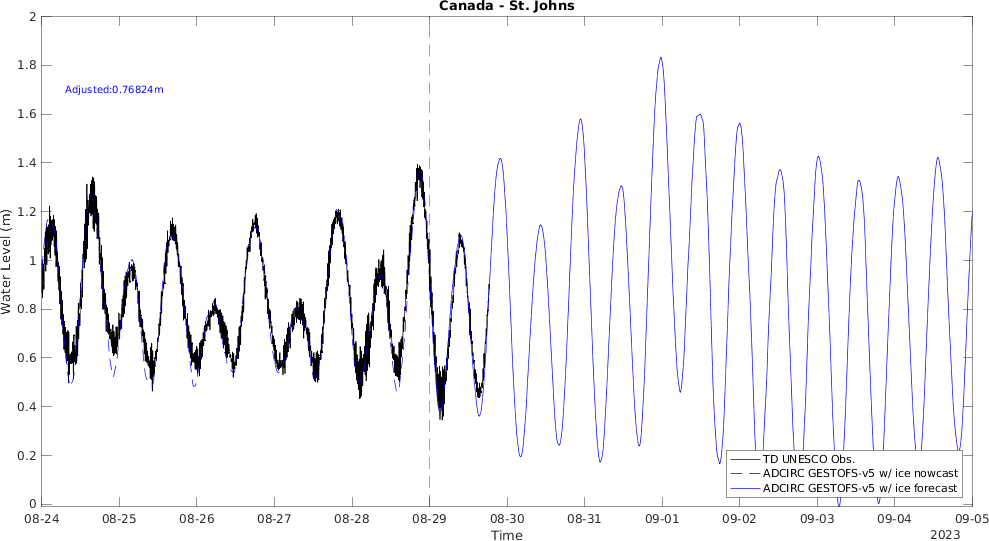 Canada - St. Johns
2
1.8
Adjusted:0.76824m
1.6
1.4
1.2
1
0.8
0.6
0.4
0.2
0
Water Level (m)
TD UNESCO Obs.
ADCIRC GESTOFS-v5 w/ ice nowcast
ADCIRC GESTOFS-v5 w/ ice forecast
08-24 08-25 08-26 08-27 08-28 08-29 08-30 08-31 09-01 09-02 09-03 09-04 09-05
Time
2023